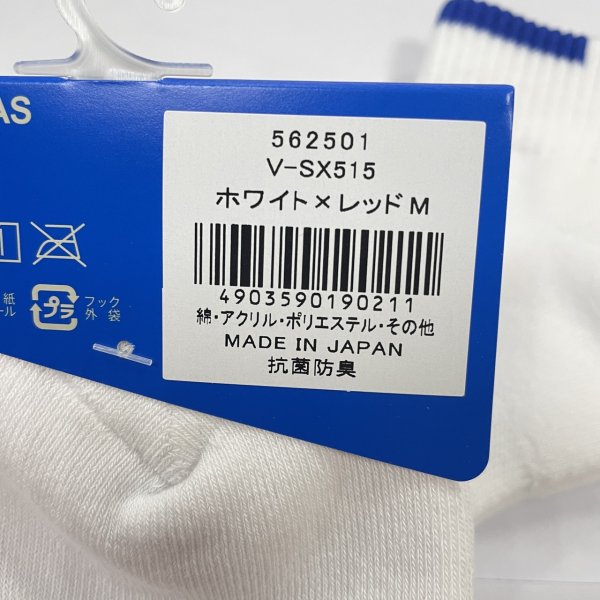 AS
562501
V-SX515
ホワイト×レッド M
4903590190211
綿・アクリル・ポリエステル・その他
MADE IN JAPAN
抗菌防臭
紙
ール
プラ
フック
外 袋